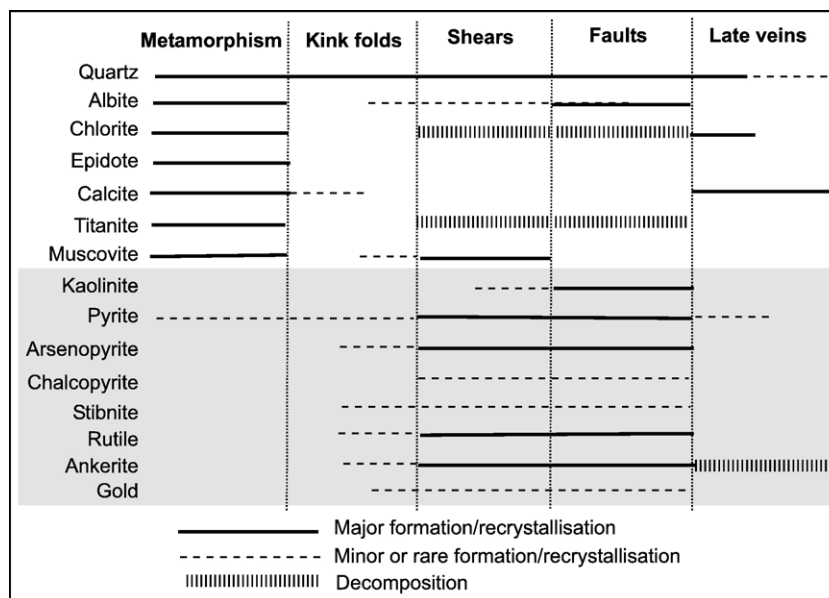 Metamorphism Kink folds Shears Faults Late veins
Quartz
Albite
Chlorite
Epidote
Calcite
Titanite
Muscovite
Kaolinite
Pyrite
Arsenopyrite
Chalcopyrite
Stibnite
Rutile
Ankerite
Gold
Major formation/recrystallisation
Minor or rare formation/recrystallisation
Decomposition